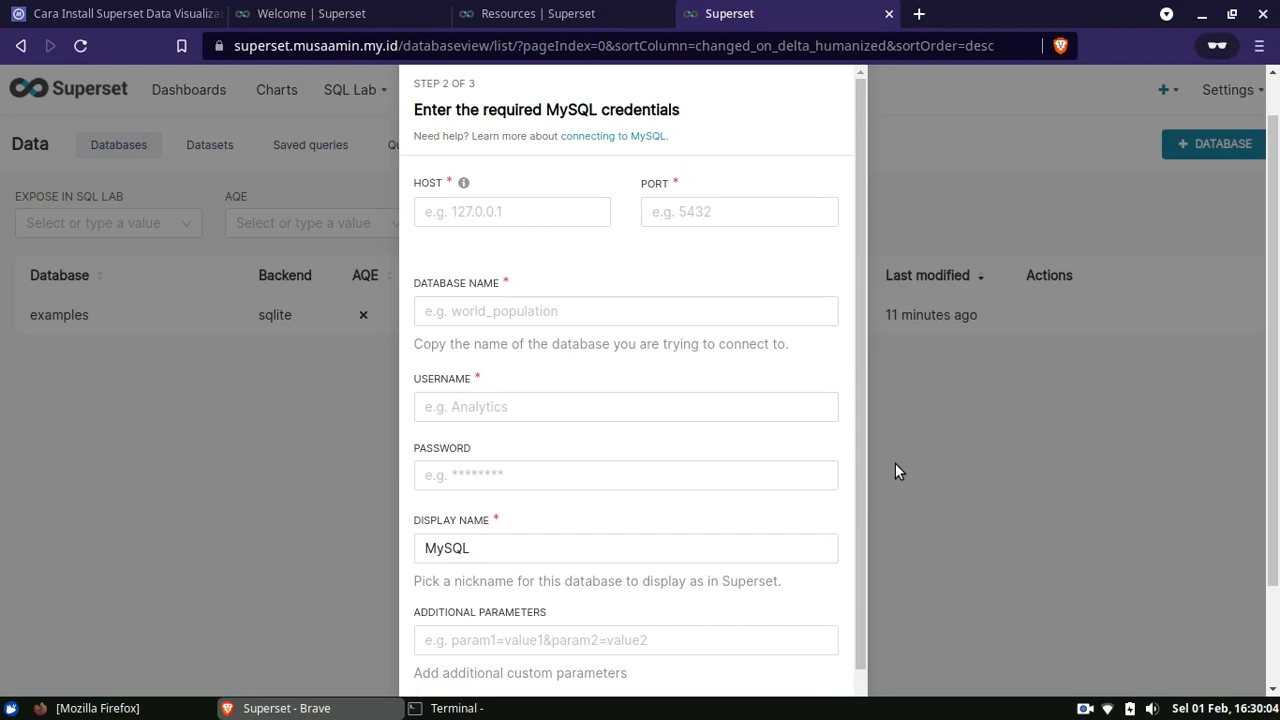 Cara Install Superset Data Visualiza
Welcome | Superset
Resources | Superset
Superset
superset.musaamin.my.id/databaseview/list/?pageIndex=0&sortColumn=changed_on_delta_humanized&sortOrder=desc
Superset
Dashboards
Charts
SQL Lab
Settings
Data
Databases
Datasets
Saved queries
+ DATABASE
EXPOSE IN SQL LAB
AQE
Select or type a value
Select or type a value
Database
Backend
AQE
Last modified
Actions
examples
sqlite
11 minutes ago
STEP 2 OF 3
Enter the required MySQL credentials
Need help? Learn more about connecting to MySQL.
HOST *
PORT *
e.g. 127.0.0.1
e.g. 5432
DATABASE NAME *
e.g. world_population
Copy the name of the database you are trying to connect to.
USERNAME *
e.g. Analytics
PASSWORD
e.g. ********
DISPLAY NAME *
MySQL
Pick a nickname for this database to display as in Superset.
ADDITIONAL PARAMETERS
e.g. param1=value1&param2=value2
Add additional custom parameters
[Mozilla Firefox]
Superset - Brave
Terminal -
Sel 01 Feb, 16:30:04